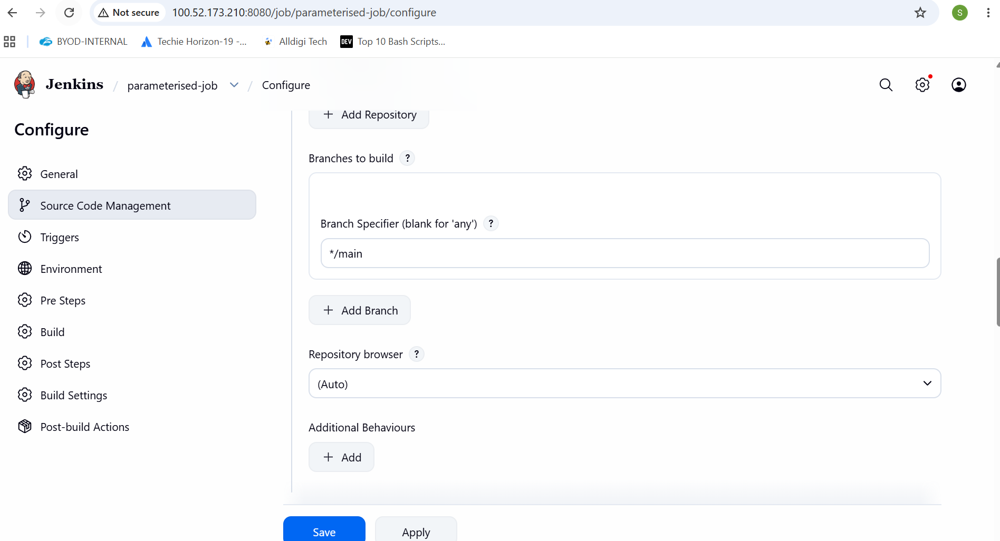 Not secure 100.52.173.210:8080/job/parameterised-job/configure S
BYOD-INTERNAL Techie Horizon-19 -... Alldigi Tech DEV Top 10 Bash Scripts...
Jenkins / parameterised-job / Configure
Configure
General
Source Code Management
Triggers
Environment
Pre Steps
Build
Post Steps
Build Settings
Post-build Actions
+ Add Repository
Branches to build ?
Branch Specifier (blank for 'any') ?
*/main
+ Add Branch
Repository browser ?
(Auto)
Additional Behaviours
+ Add
Save Apply